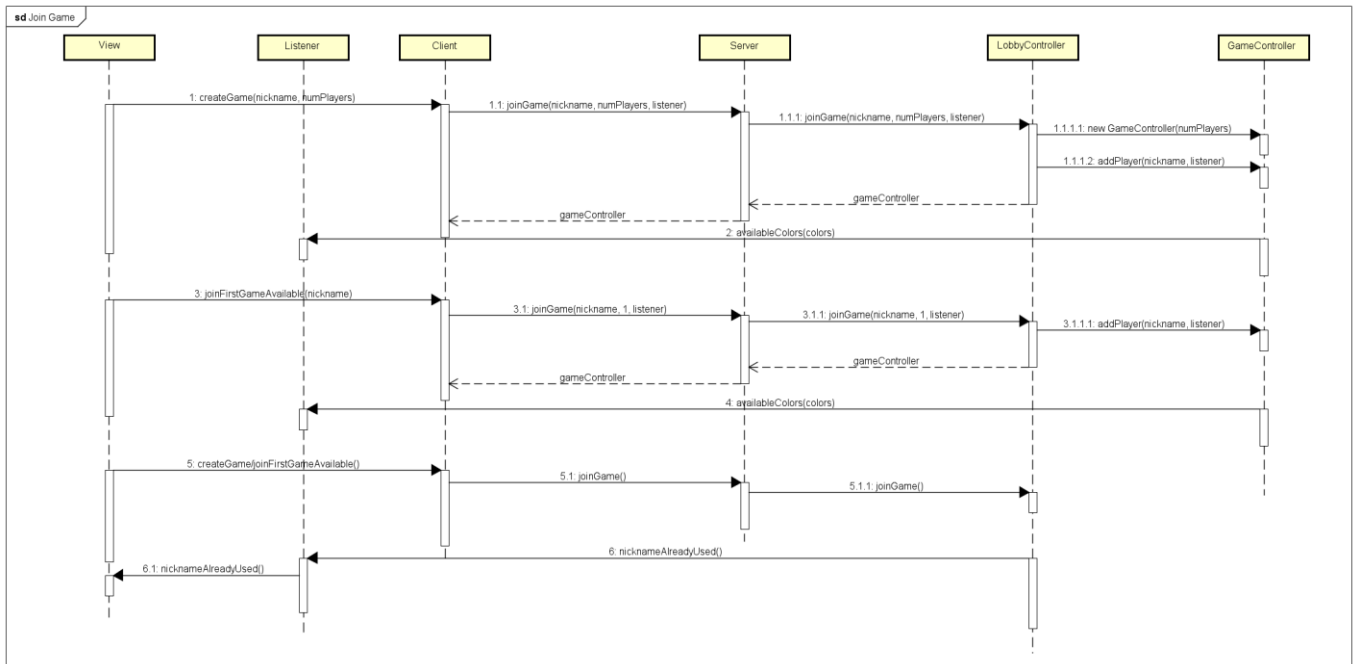 sd Join Game
View
Listener
Client
Server
LobbyController
GameController
1: createGame(nickname, numPlayers)
1.1: joinGame(nickname, numPlayers, listener)
1.1.1: joinGame(nickname, numPlayers, listener)
1.1.1.1: new GameController(numPlayers)
1.1.1.2: addPlayer(nickname, listener)
gameController
gameController
2: availableColors(colors)
3: joinFirstGameAvailable(nickname)
3.1: joinGame(nickname, 1, listener)
3.1.1: joinGame(nickname, 1, listener)
3.1.1.1: addPlayer(nickname, listener)
gameController
gameController
4: availableColors(colors)
5: createGame/joinFirstGameAvailable()
5.1: joinGame()
5.1.1: joinGame()
6: nicknameAlreadyUsed()
6.1: nicknameAlreadyUsed()